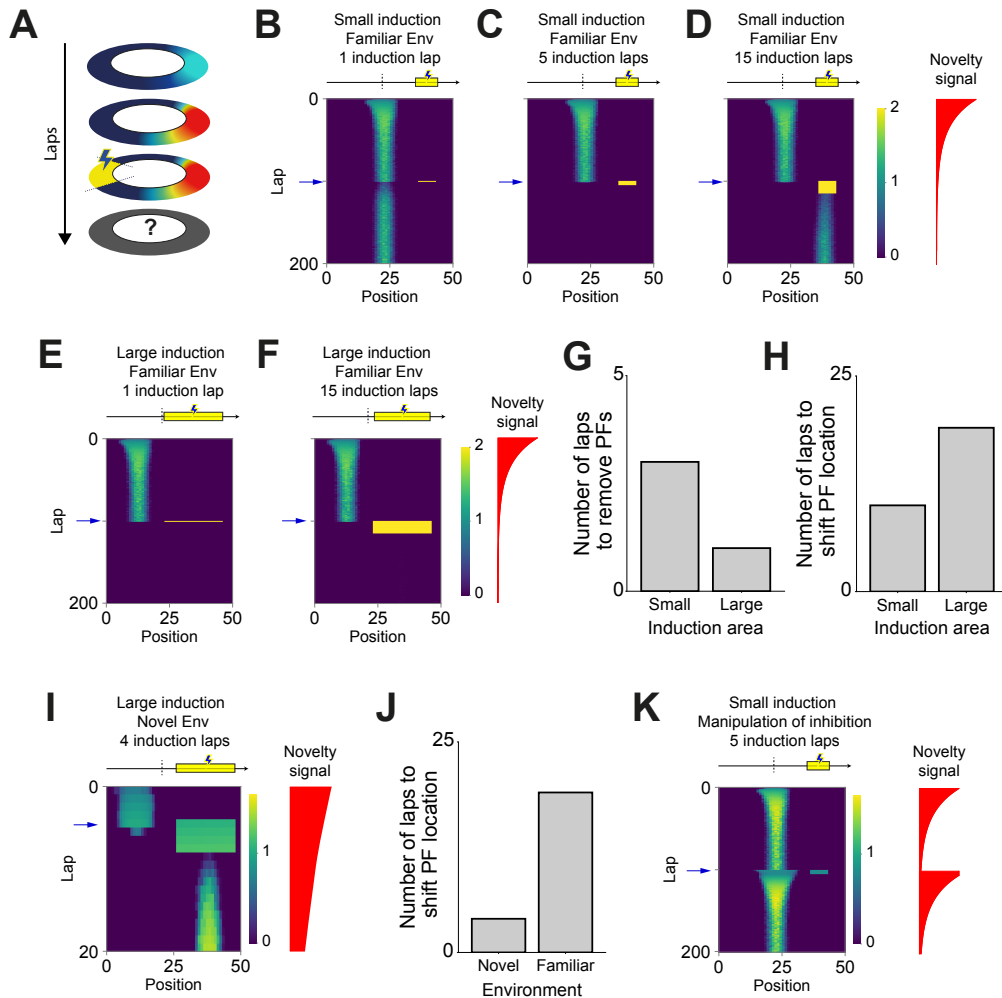 A
Laps
?
B
Small induction
Familiar Env
1 induction lap
0
Lap
200
0
25
50
Position
C
Small induction
Familiar Env
5 induction laps
0
25
50
Position
D
Small induction
Familiar Env
15 induction laps
0
25
50
Position
2
1
0
Novelty
signal
E
Large induction
Familiar Env
1 induction lap
0
Lap
200
0
25
50
Position
F
Large induction
Familiar Env
15 induction laps
0
25
50
Position
2
1
0
Novelty
signal
G
Number of laps
to remove PFs
5
0
Small
Large
Induction area
H
Number of laps to
shift PF location
25
0
Small
Large
Induction area
I
Large induction
Novel Env
4 induction laps
0
Lap
20
0
25
50
Position
1
0
Novelty
signal
J
Number of laps to
shift PF location
25
0
Novel
Familiar
Environment
K
Small induction
Manipulation of inhibition
5 induction laps
0
Lap
200
0
25
50
Position
1
0
Novelty
signal